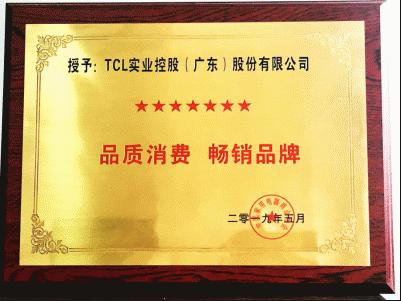 授予：TCL实业控股（广东）股份有限公司
★★★★★★★
品质消费 畅销品牌
二零一九年五月